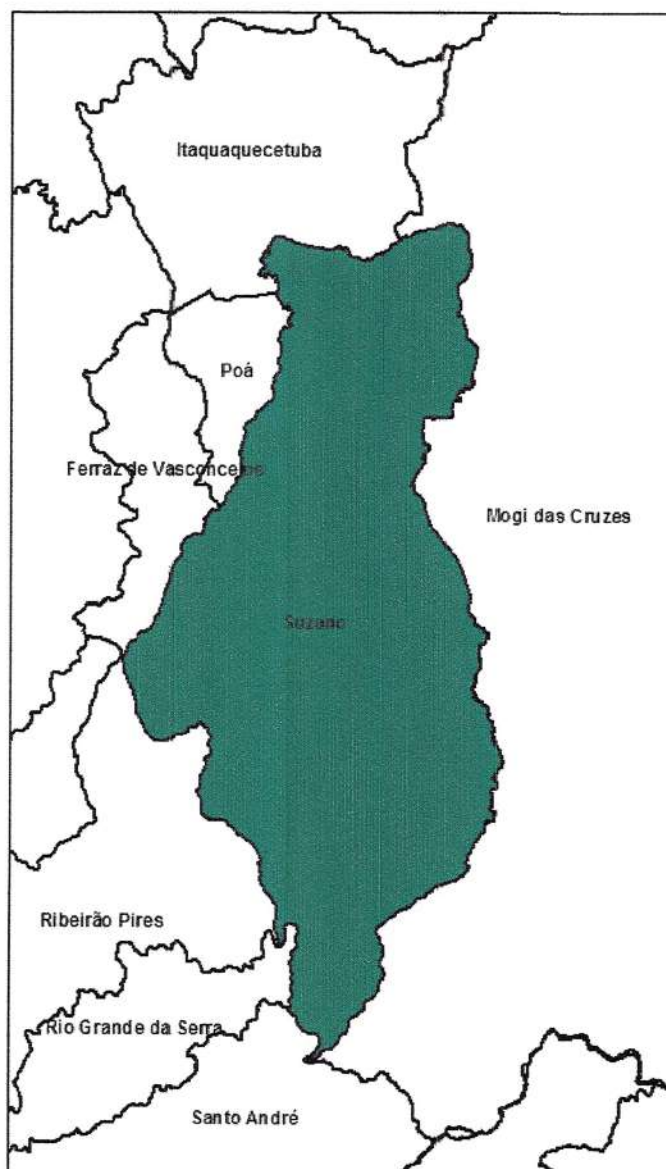 Itaquaquecetuba
Poá
Ferraz de Vasconcelos
Mogi das Cruzes
Suzano
Ribeirão Pires
Rio Grande da Serra
Santo André